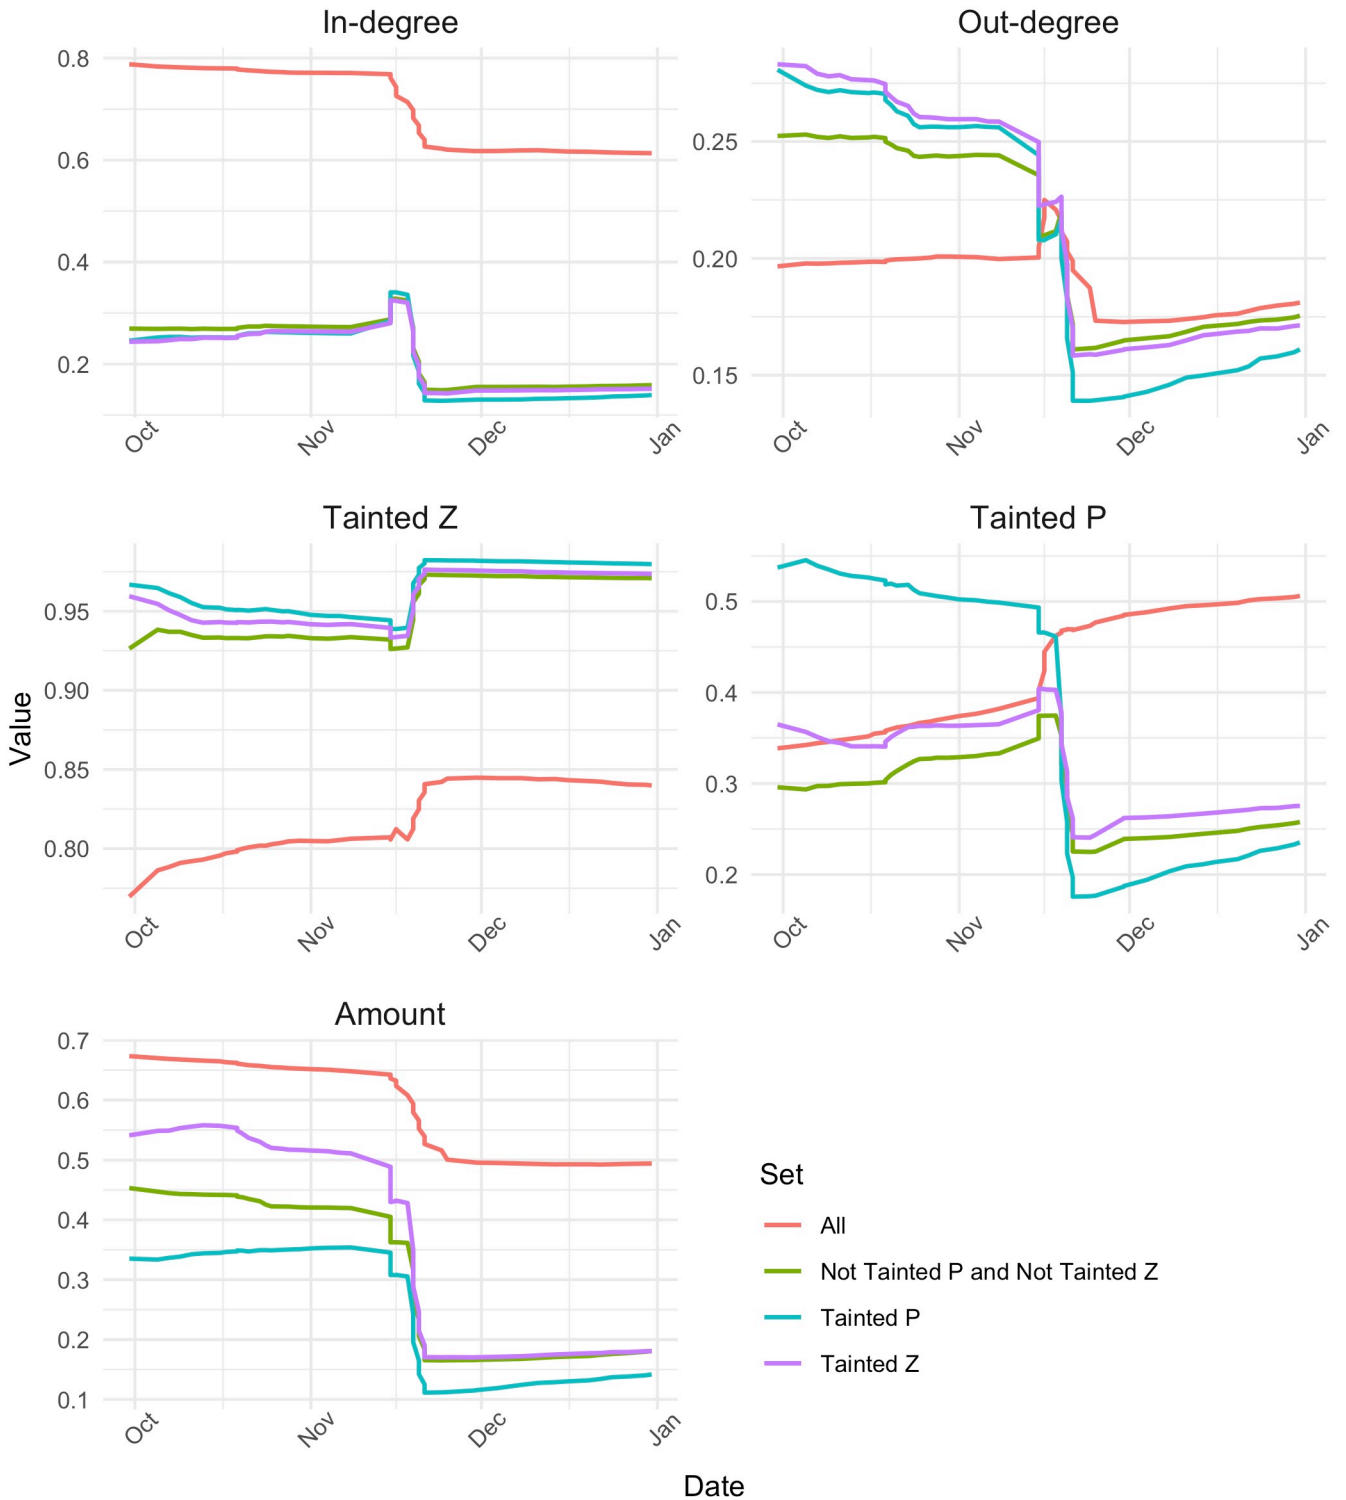 In-degree
Out-degree
0.8
0.6
0.4
0.2
0.25
0.20
0.15
Oct
Nov
Dec
Jan
Oct
Nov
Dec
Jan
Tainted Z
Tainted P
0.95
0.90
0.85
0.80
0.5
0.4
0.3
0.2
Value
Oct
Nov
Dec
Jan
Oct
Nov
Dec
Jan
Amount
0.7
0.6
0.5
0.4
0.3
0.2
0.1
Oct
Nov
Dec
Jan
Set
All
Not Tainted P and Not Tainted Z
Tainted P
Tainted Z
Date